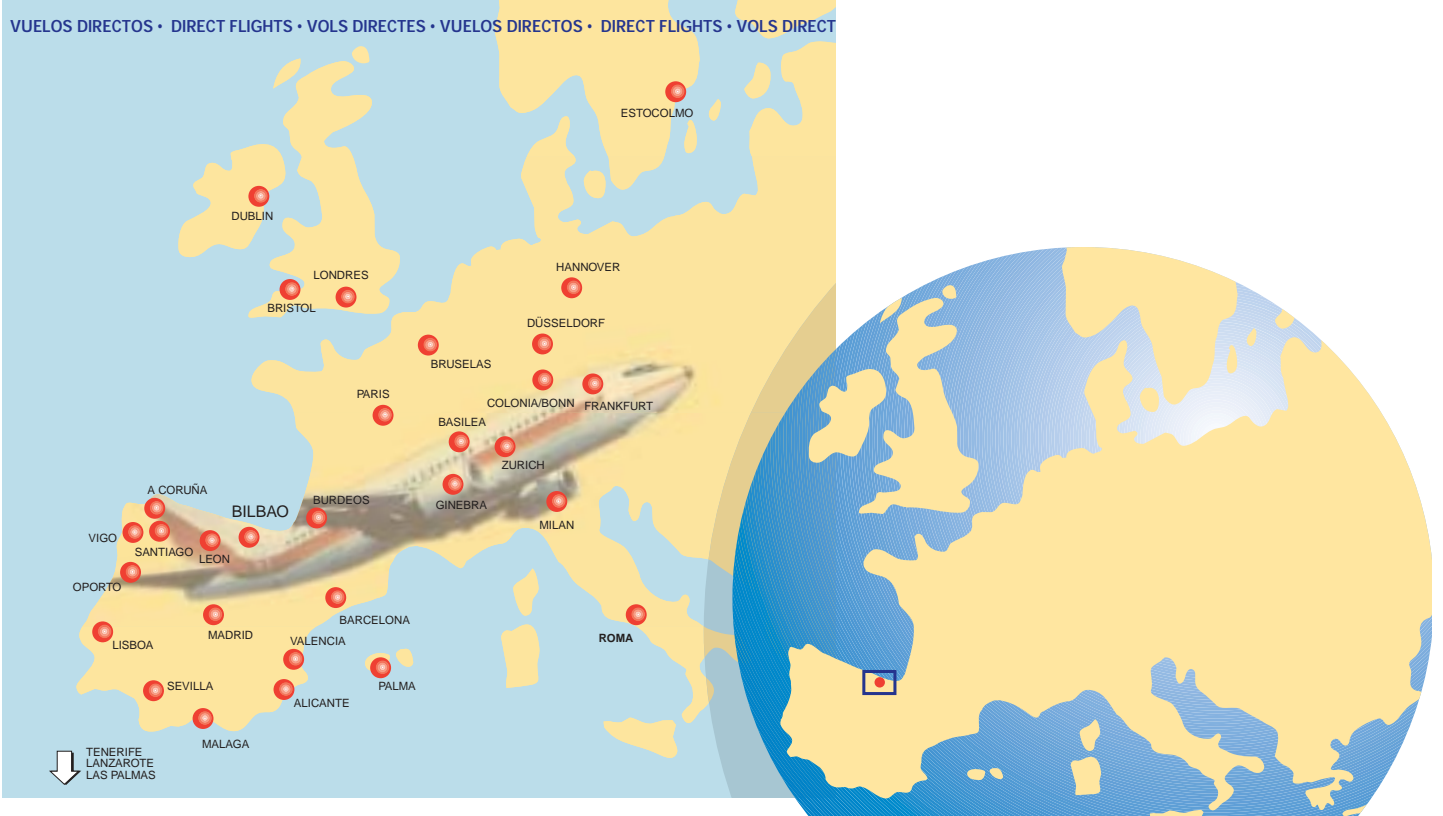 VUELOS DIRECTOS • DIRECT FLIGHTS • VOLS DIRECTES • VUELOS DIRECTOS • DIRECT FLIGHTS • VOLS DIRECT
ESTOCOLMO
DUBLIN
HANNOVER
LONDRES
BRISTOL
DÜSSELDORF
BRUSELAS
PARIS
COLONIA/BONN
FRANKFURT
BASILEA
ZURICH
A CORUÑA
BURDEOS
GINEBRA
BILBAO
MILAN
VIGO
SANTIAGO
LEON
OPORTO
BARCELONA
MADRID
ROMA
VALENCIA
LISBOA
SEVILLA
PALMA
ALICANTE
MALAGA
TENERIFE
LANZAROTE
LAS PALMAS